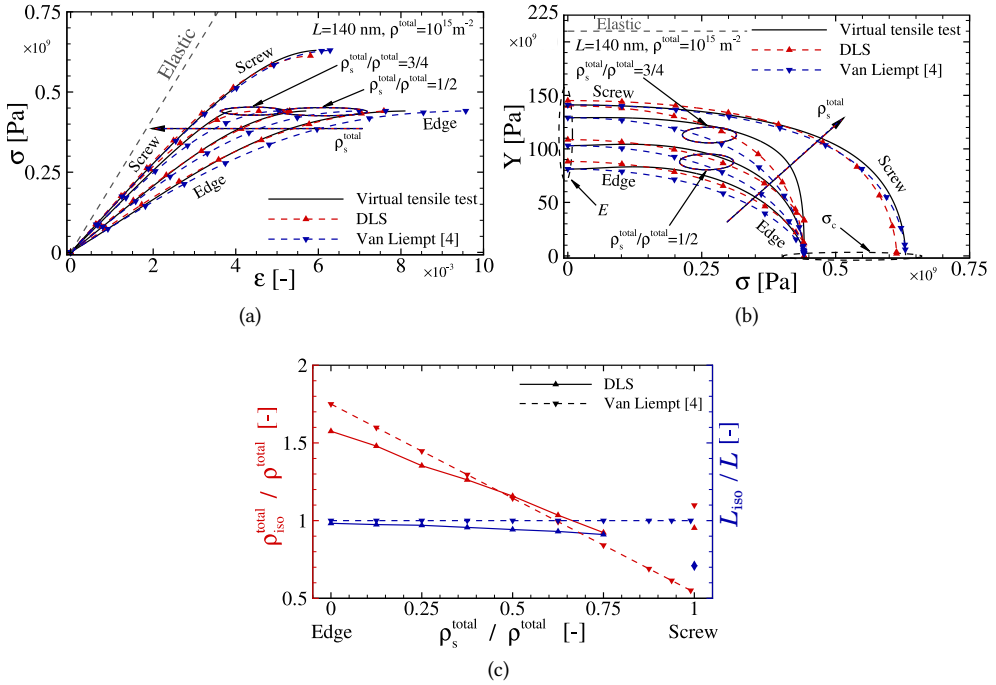 ×10⁹
0.75
0.5
0.25
0
σ [Pa]
Elastic
L=140 nm, ρ^total=10^15 m^-2
Screw
ρ_s^total/ρ^total=3/4
ρ_s^total/ρ^total=1/2
Edge
ρ_s^total
Screw
Edge
Virtual tensile test
DLS
Van Liempt [4]
0 2 4 6 8 10
×10^-3
ε [-]
(a)
225
×10⁹
200
150
100
50
0
Y [Pa]
Elastic
L=140 nm, ρ^total=10^15 m^-2
ρ_s^total/ρ^total=3/4
Screw
Virtual tensile test
DLS
Van Liempt [4]
ρ_s^total
Screw
Edge
E
ρ_s^total/ρ^total=1/2
Edge
σ_c
0 0.25 0.5 0.75
×10⁹
σ [Pa]
(b)
2
1.5
1
0.5
ρ_iso^total / ρ^total [-]
DLS
Van Liempt [4]
L_iso / L [-]
0 0.25 0.5 0.75 1
Edge ρ_s^total / ρ^total [-] Screw
(c)